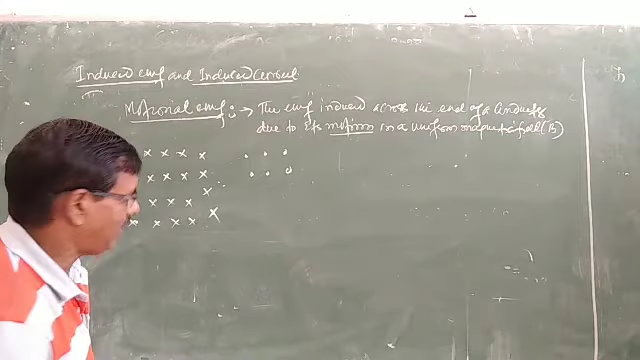 Induced emf and Induced Current
Motional emf :→ The emf induced across the end of a Conductor
due to its motion in a uniform magnetic field (B)
× × × ×
× × × ×
× × × ×
× × × × ×